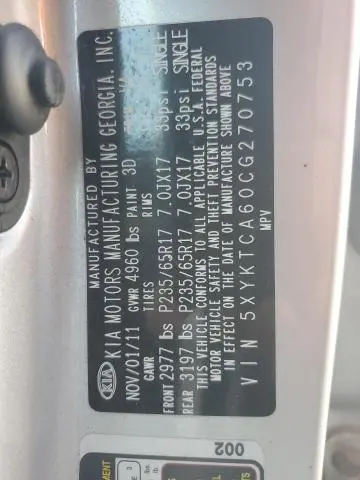 MANUFACTURED BY
KIA KIA MOTORS MANUFACTURING GEORGIA, INC.
NOV/01/11 GVWR 4960 lbs PAINT 3D
GAWR TIRES RIMS
FRONT 2977 lbs P235/65R17 7.0JX17 33psi SINGLE
REAR 3197 lbs P235/65R17 7.0JX17 33psi SINGLE
THIS VEHICLE CONFORMS TO ALL APPLICABLE U.S.A. FEDERAL
MOTOR VEHICLE SAFETY AND THEFT PREVENTION STANDARDS
IN EFFECT ON THE DATE OF MANUFACTURE SHOWN ABOVE
VIN 5XYKTCA60CG270753
MPV
002